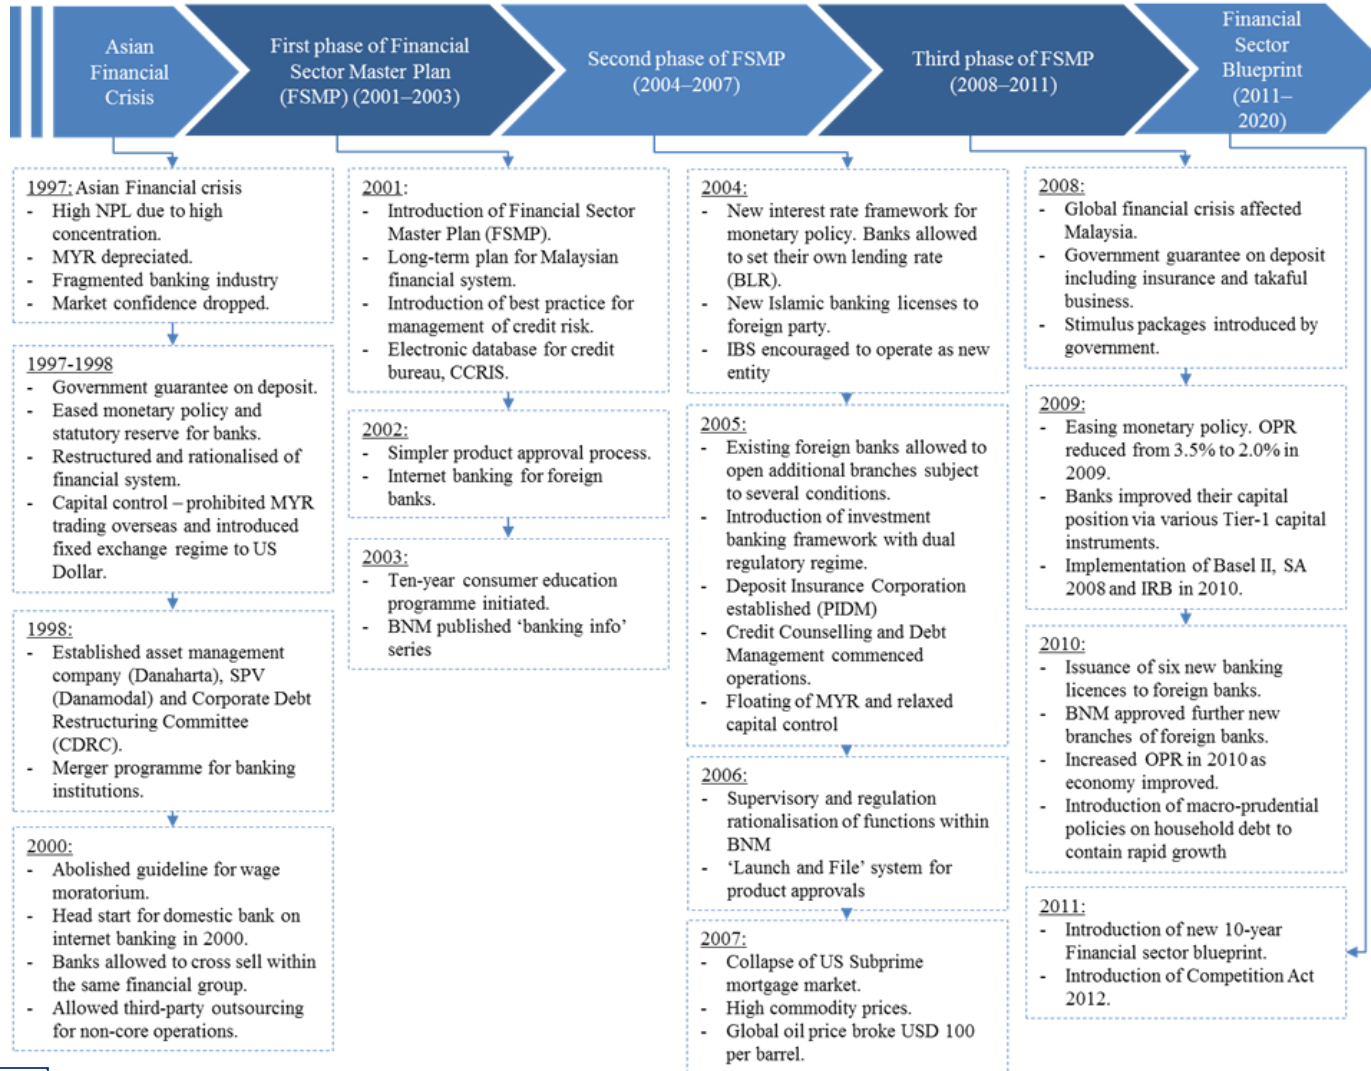 Asian
Financial
Crisis
First phase of Financial
Sector Master Plan
(FSMP) (2001–2003)
Second phase of FSMP
(2004–2007)
Third phase of FSMP
(2008–2011)
Financial
Sector
Blueprint
(2011–
2020)
1997: Asian Financial crisis
- High NPL due to high
concentration.
- MYR depreciated.
- Fragmented banking industry
- Market confidence dropped.
1997-1998
- Government guarantee on deposit.
- Eased monetary policy and
statutory reserve for banks.
- Restructured and rationalised of
financial system.
- Capital control – prohibited MYR
trading overseas and introduced
fixed exchange regime to US
Dollar.
1998:
- Established asset management
company (Danaharta), SPV
(Danamodal) and Corporate Debt
Restructuring Committee
(CDRC).
- Merger programme for banking
institutions.
2000:
- Abolished guideline for wage
moratorium.
- Head start for domestic bank on
internet banking in 2000.
- Banks allowed to cross sell within
the same financial group.
- Allowed third-party outsourcing
for non-core operations.
2001:
- Introduction of Financial Sector
Master Plan (FSMP).
- Long-term plan for Malaysian
financial system.
- Introduction of best practice for
management of credit risk.
- Electronic database for credit
bureau, CCRIS.
2002:
- Simpler product approval process.
- Internet banking for foreign
banks.
2003:
- Ten-year consumer education
programme initiated.
- BNM published ‘banking info’
series
2004:
- New interest rate framework for
monetary policy. Banks allowed
to set their own lending rate
(BLR).
- New Islamic banking licenses to
foreign party.
- IBS encouraged to operate as new
entity
2005:
- Existing foreign banks allowed to
open additional branches subject
to several conditions.
- Introduction of investment
banking framework with dual
regulatory regime.
- Deposit Insurance Corporation
established (PIDM)
- Credit Counselling and Debt
Management commenced
operations.
- Floating of MYR and relaxed
capital control
2006:
- Supervisory and regulation
rationalisation of functions within
BNM
- ‘Launch and File’ system for
product approvals
2007:
- Collapse of US Subprime
mortgage market.
- High commodity prices.
- Global oil price broke USD 100
per barrel.
2008:
- Global financial crisis affected
Malaysia.
- Government guarantee on deposit
including insurance and takaful
business.
- Stimulus packages introduced by
government.
2009:
- Easing monetary policy. OPR
reduced from 3.5% to 2.0% in
2009.
- Banks improved their capital
position via various Tier-1 capital
instruments.
- Implementation of Basel II, SA
2008 and IRB in 2010.
2010:
- Issuance of six new banking
licences to foreign banks.
- BNM approved further new
branches of foreign banks.
- Increased OPR in 2010 as
economy improved.
- Introduction of macro-prudential
policies on household debt to
contain rapid growth
2011:
- Introduction of new 10-year
Financial sector blueprint.
- Introduction of Competition Act
2012.